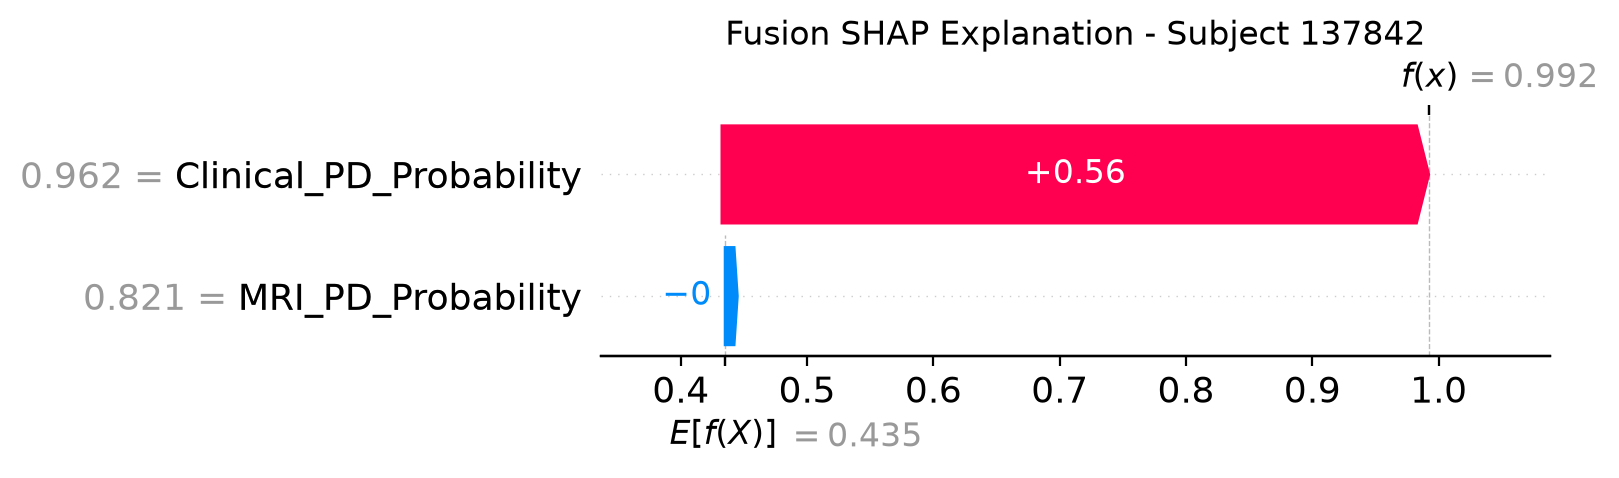 Fusion SHAP Explanation - Subject 137842
f(x) = 0.992
0.962 = Clinical_PD_Probability
+0.56
0.821 = MRI_PD_Probability
−0
0.4 0.5 0.6 0.7 0.8 0.9 1.0
E[f(X)] = 0.435